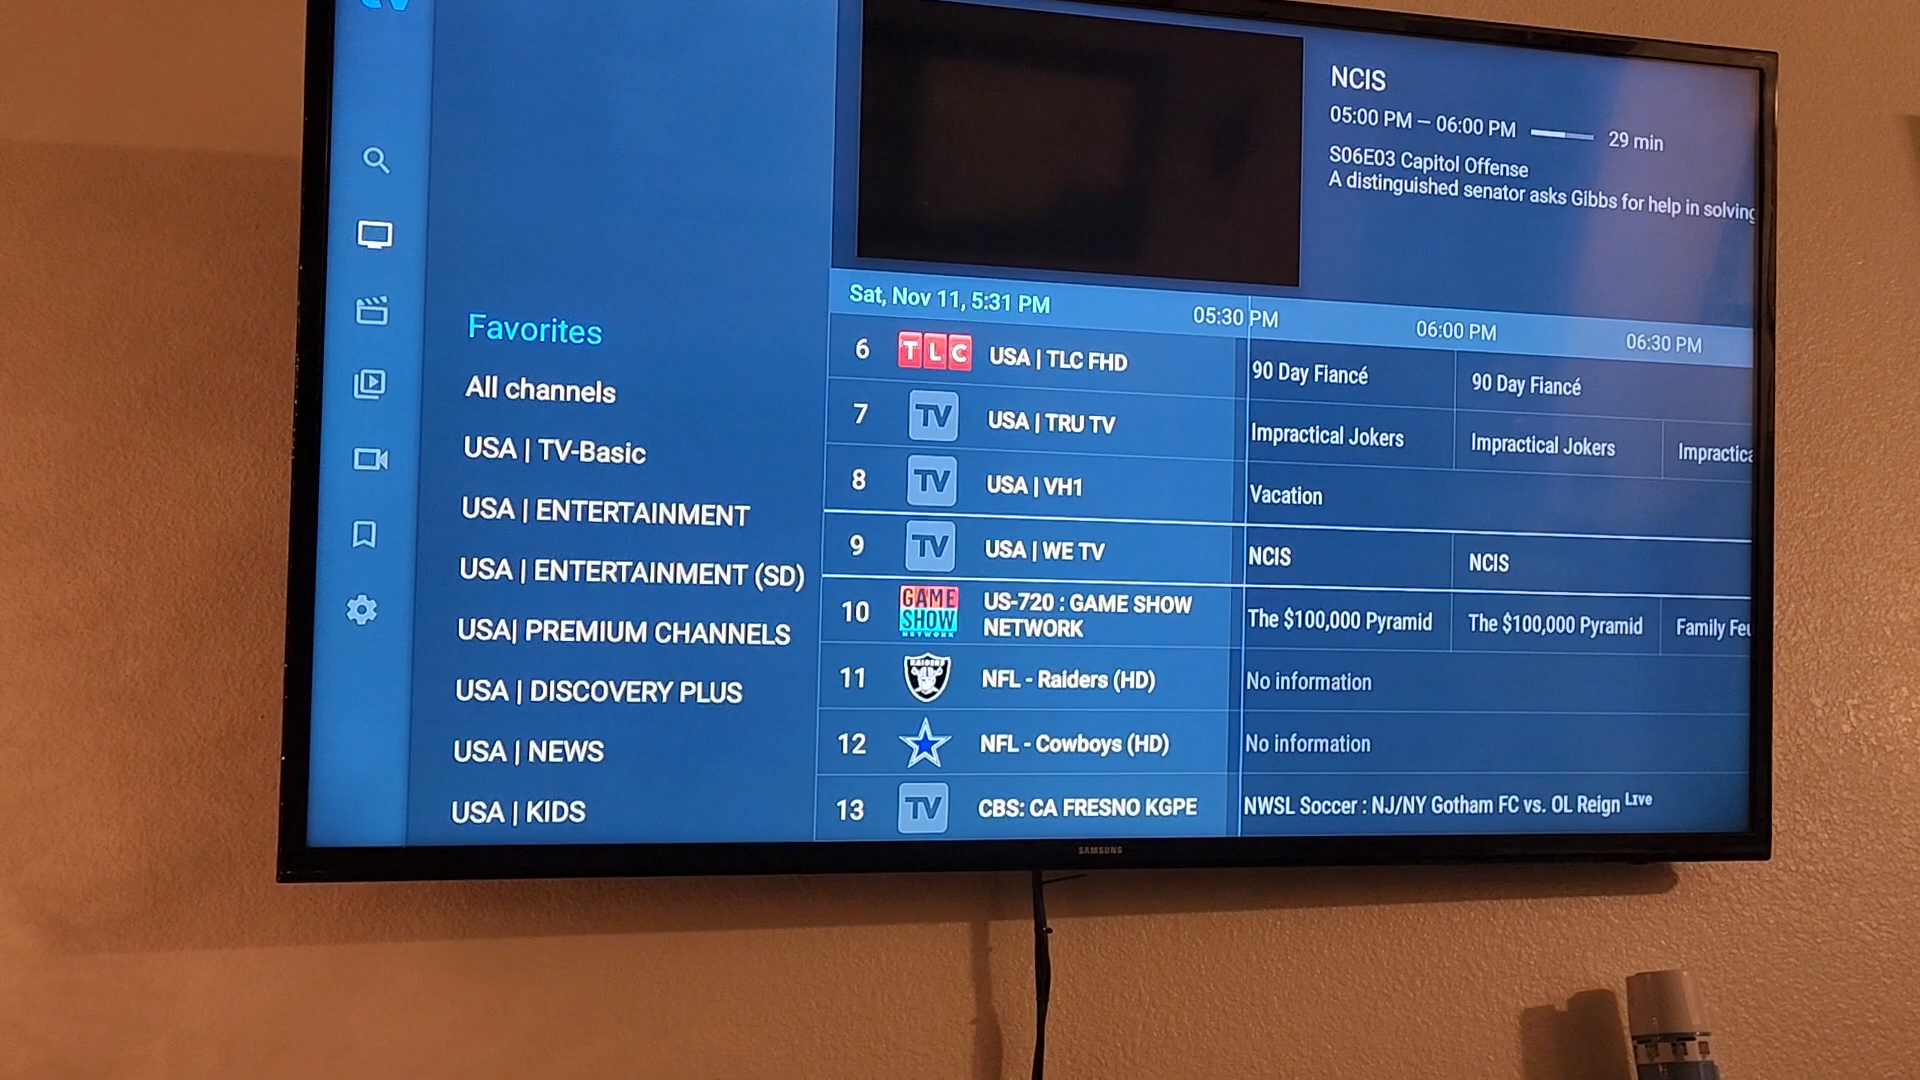 tv
NCIS
05:00 PM — 06:00 PM 29 min
S06E03 Capitol Offense
A distinguished senator asks Gibbs for help in solving
Sat, Nov 11, 5:31 PM 05:30 PM 06:00 PM 06:30 PM
Favorites
All channels
USA | TV-Basic
USA | ENTERTAINMENT
USA | ENTERTAINMENT (SD)
USA| PREMIUM CHANNELS
USA | DISCOVERY PLUS
USA | NEWS
USA | KIDS
6 TLC USA | TLC FHD 90 Day Fiancé 90 Day Fiancé
7 TV USA | TRU TV Impractical Jokers Impractical Jokers Impractica
8 TV USA | VH1 Vacation
9 TV USA | WE TV NCIS NCIS
10 GAME SHOW NETWORK US-720 : GAME SHOW NETWORK The $100,000 Pyramid The $100,000 Pyramid Family Feu
11 RAIDERS NFL - Raiders (HD) No information
12 NFL - Cowboys (HD) No information
13 TV CBS: CA FRESNO KGPE NWSL Soccer : NJ/NY Gotham FC vs. OL Reign Live
SAMSUNG